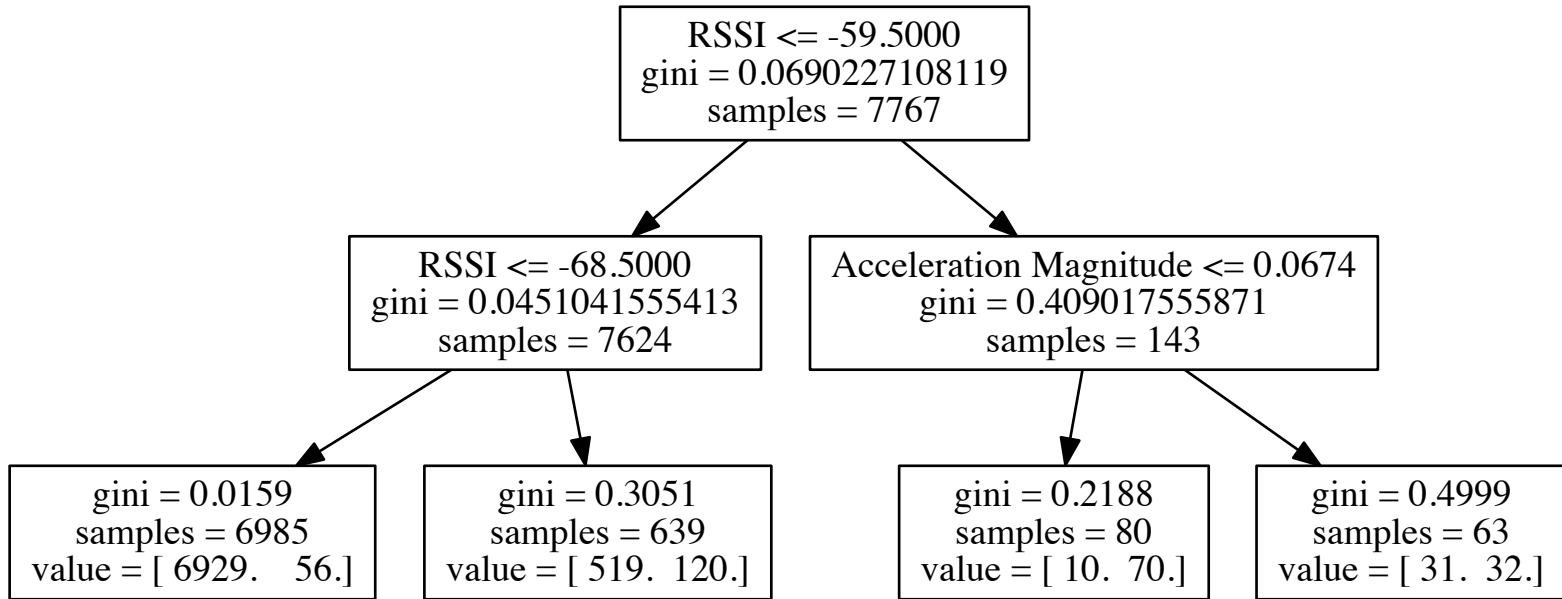 RSSI <= -59.5000
gini = 0.0690227108119
samples = 7767
RSSI <= -68.5000
gini = 0.0451041555413
samples = 7624
Acceleration Magnitude <= 0.0674
gini = 0.409017555871
samples = 143
gini = 0.0159
samples = 6985
value = [ 6929.    56.]
gini = 0.3051
samples = 639
value = [ 519.  120.]
gini = 0.2188
samples = 80
value = [ 10.  70.]
gini = 0.4999
samples = 63
value = [ 31.  32.]